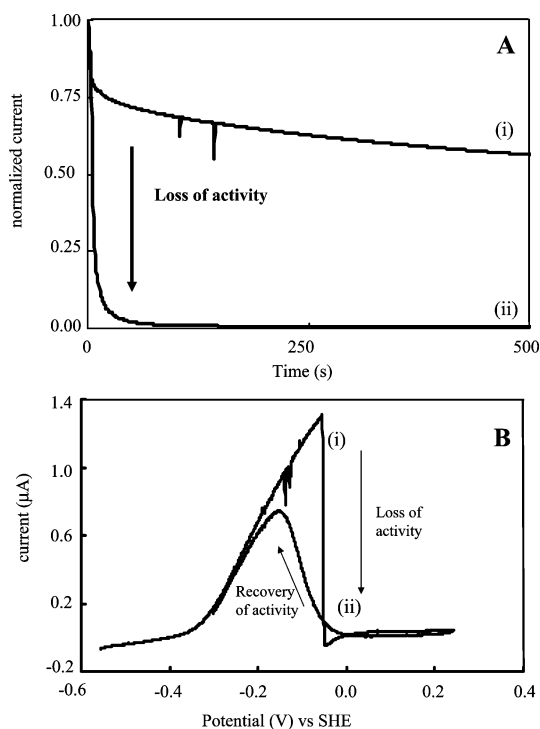 1.00
A
0.75
(i)
normalized current
0.50
Loss of activity
0.25
(ii)
0.00
0
250
500
Time (s)
1.4
(i)
B
1.0
current (μA)
Loss of
activity
0.6
Recovery
of activity
(ii)
0.2
-0.2
-0.6
-0.4
-0.2
0.0
0.2
0.4
Potential (V) vs SHE